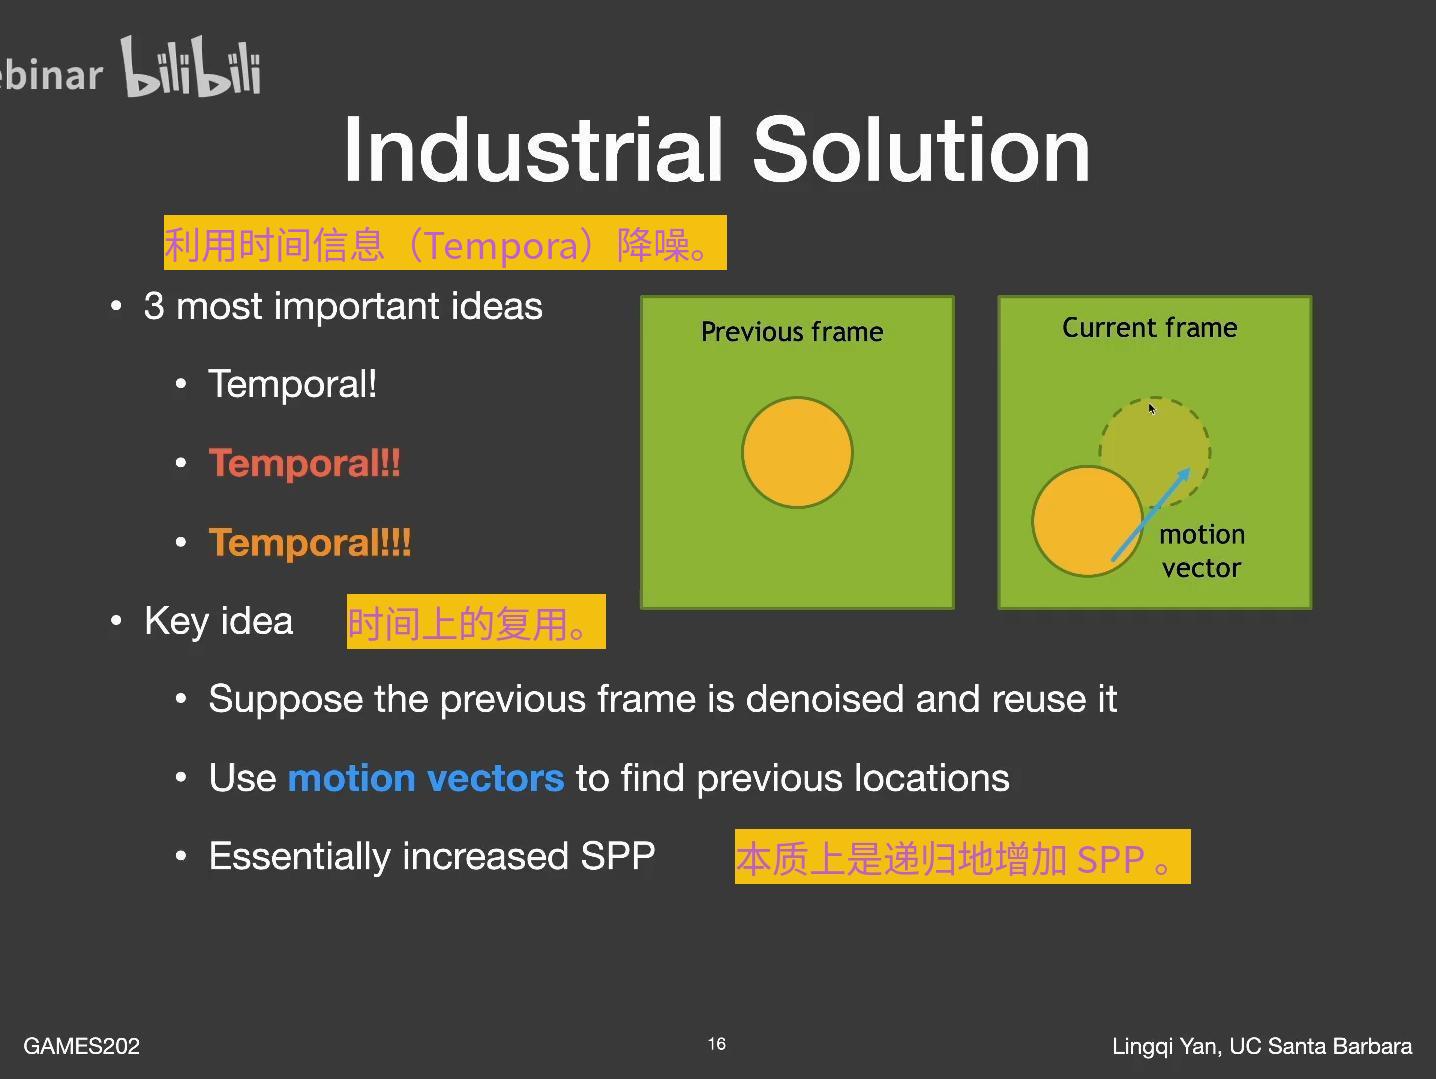 ebinar bilibili
Industrial Solution
利用时间信息（Tempora）降噪。
3 most important ideas
Temporal!
Temporal!!
Temporal!!!
Previous frame
Current frame
motion
vector
Key idea 时间上的复用。
Suppose the previous frame is denoised and reuse it
Use motion vectors to find previous locations
Essentially increased SPP 本质上是递归地增加 SPP 。
GAMES202
16
Lingqi Yan, UC Santa Barbara